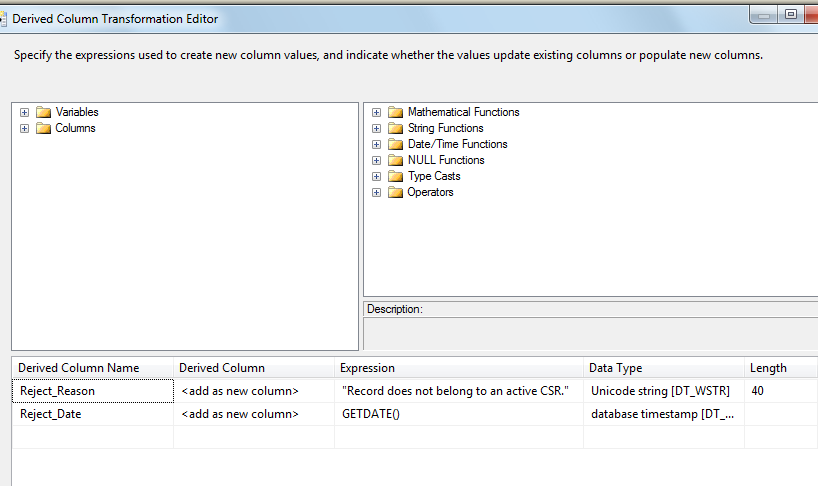 Derived Column Transformation Editor
Specify the expressions used to create new column values, and indicate whether the values update existing columns or populate new columns.
Variables
Columns
Mathematical Functions
String Functions
Date/Time Functions
NULL Functions
Type Casts
Operators
Description:
Derived Column Name Derived Column Expression Data Type Length
Reject_Reason <add as new column> "Record does not belong to an active CSR." Unicode string [DT_WSTR] 40
Reject_Date <add as new column> GETDATE() database timestamp [DT_...